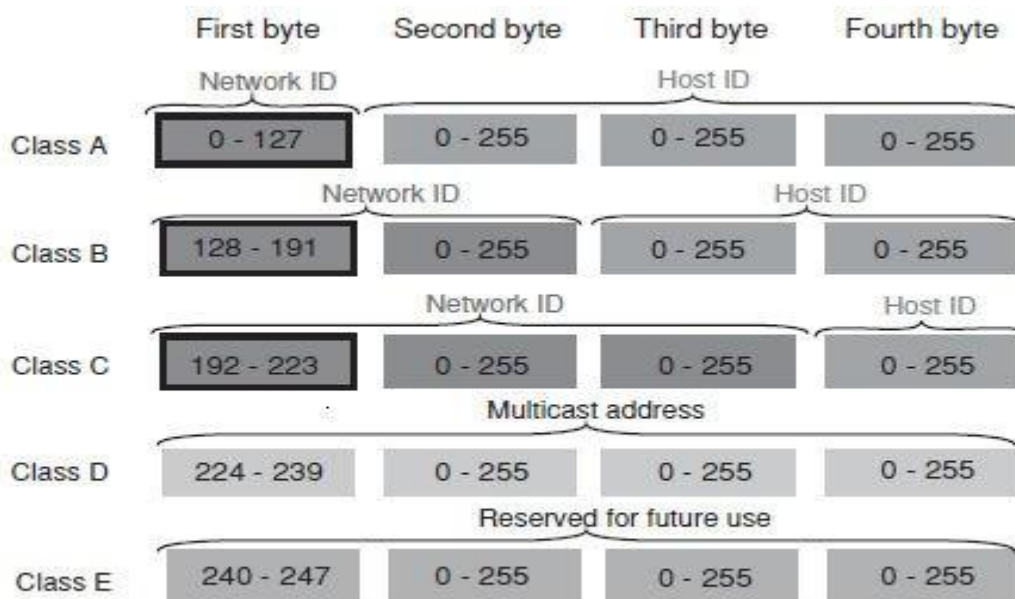 First byte Second byte Third byte Fourth byte
Network ID Host ID
Class A 0 - 127 0 - 255 0 - 255 0 - 255
Network ID Host ID
Class B 128 - 191 0 - 255 0 - 255 0 - 255
Network ID Host ID
Class C 192 - 223 0 - 255 0 - 255 0 - 255
Multicast address
Class D 224 - 239 0 - 255 0 - 255 0 - 255
Reserved for future use
Class E 240 - 247 0 - 255 0 - 255 0 - 255